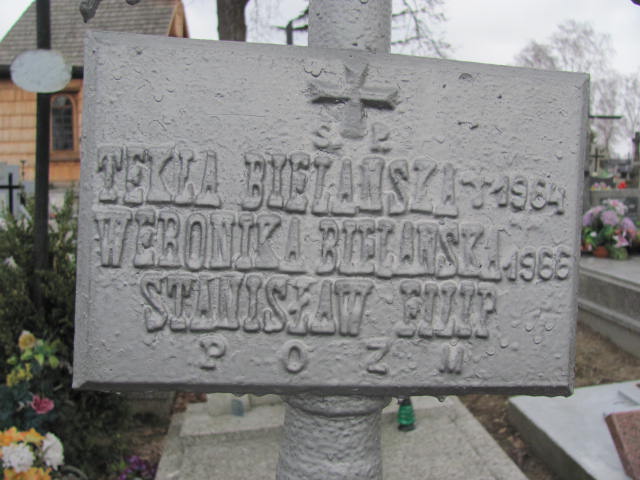 Ś P
TEKLA BIELAŃSKA † 1964
WERONIKA BIELAŃSKA 1966
STANISŁAW FILIP
P O Z M